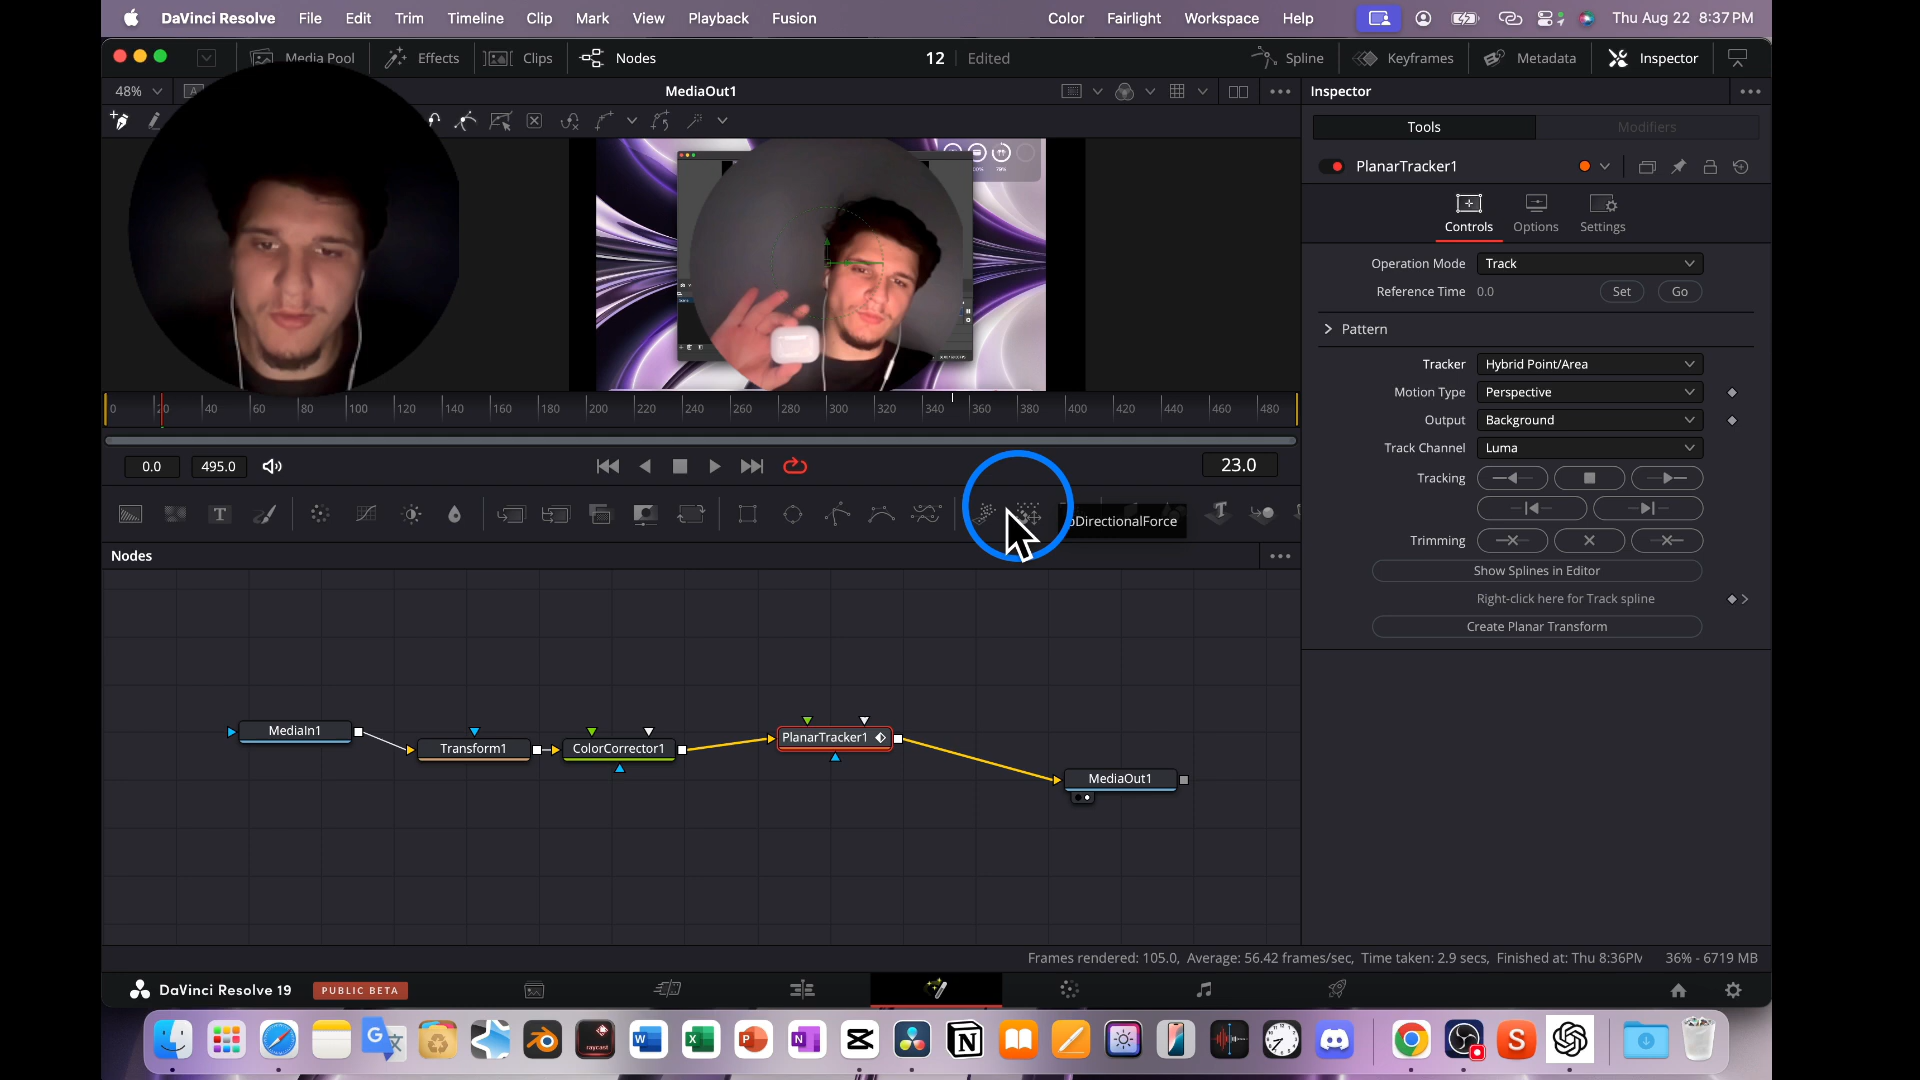 DaVinci Resolve File Edit Trim Timeline Clip Mark View Playback Fusion Color Fairlight Workspace Help Thu Aug 22 8:37 PM
Media Pool Effects Clips Nodes 12 Edited Spline Keyframes Metadata Inspector
48% A MediaOut1 Inspector
Tools Modifiers
PlanarTracker1
Controls Options Settings
Operation Mode Track
Reference Time 0.0 Set Go
Pattern
Tracker Hybrid Point/Area
Motion Type Perspective
Output Background
Track Channel Luma
Tracking
Trimming
Show Splines in Editor
Right-click here for Track spline
Create Planar Transform
0 20 40 60 80 100 120 140 160 180 200 220 240 260 280 300 320 340 360 380 400 420 440 460 480
0.0 495.0 23.0
T pDirectionalForce T
Nodes
MediaIn1 Transform1 ColorCorrector1 PlanarTracker1 MediaOut1
Frames rendered: 105.0, Average: 56.42 frames/sec, Time taken: 2.9 secs, Finished at: Thu 8:36PM 36% - 6719 MB
DaVinci Resolve 19 PUBLIC BETA
G 文 raycast W X P N N S